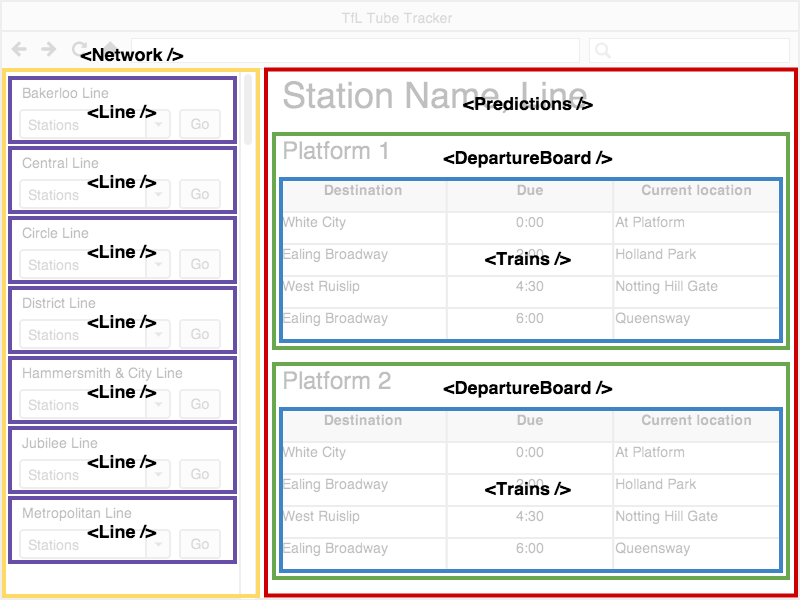 TfL Tube Tracker
<Network />
Bakerloo Line
<Line />
Stations
Go
Central Line
<Line />
Stations
Go
Circle Line
<Line />
Stations
Go
District Line
<Line />
Stations
Go
Hammersmith & City Line
<Line />
Stations
Go
Jubilee Line
<Line />
Stations
Go
Metropolitan Line
<Line />
Stations
Go
Station Name, Line
<Predictions />
Platform 1
<DepartureBoard />
Destination Due Current location
White City 0:00 At Platform
Ealing Broadway Holland Park
<Trains />
West Ruislip 4:30 Notting Hill Gate
Ealing Broadway 6:00 Queensway
Platform 2
<DepartureBoard />
Destination Due Current location
White City 0:00 At Platform
Ealing Broadway Holland Park
<Trains />
West Ruislip 4:30 Notting Hill Gate
Ealing Broadway 6:00 Queensway